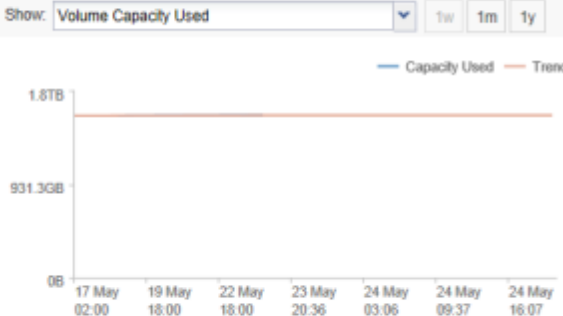 Show: Volume Capacity Used 1w 1m 1y
Capacity Used Trend
1.8TB
931.3GB
0B
17 May 19 May 22 May 23 May 24 May 24 May 24 May
02:00 18:00 18:00 20:36 03:06 09:37 16:07